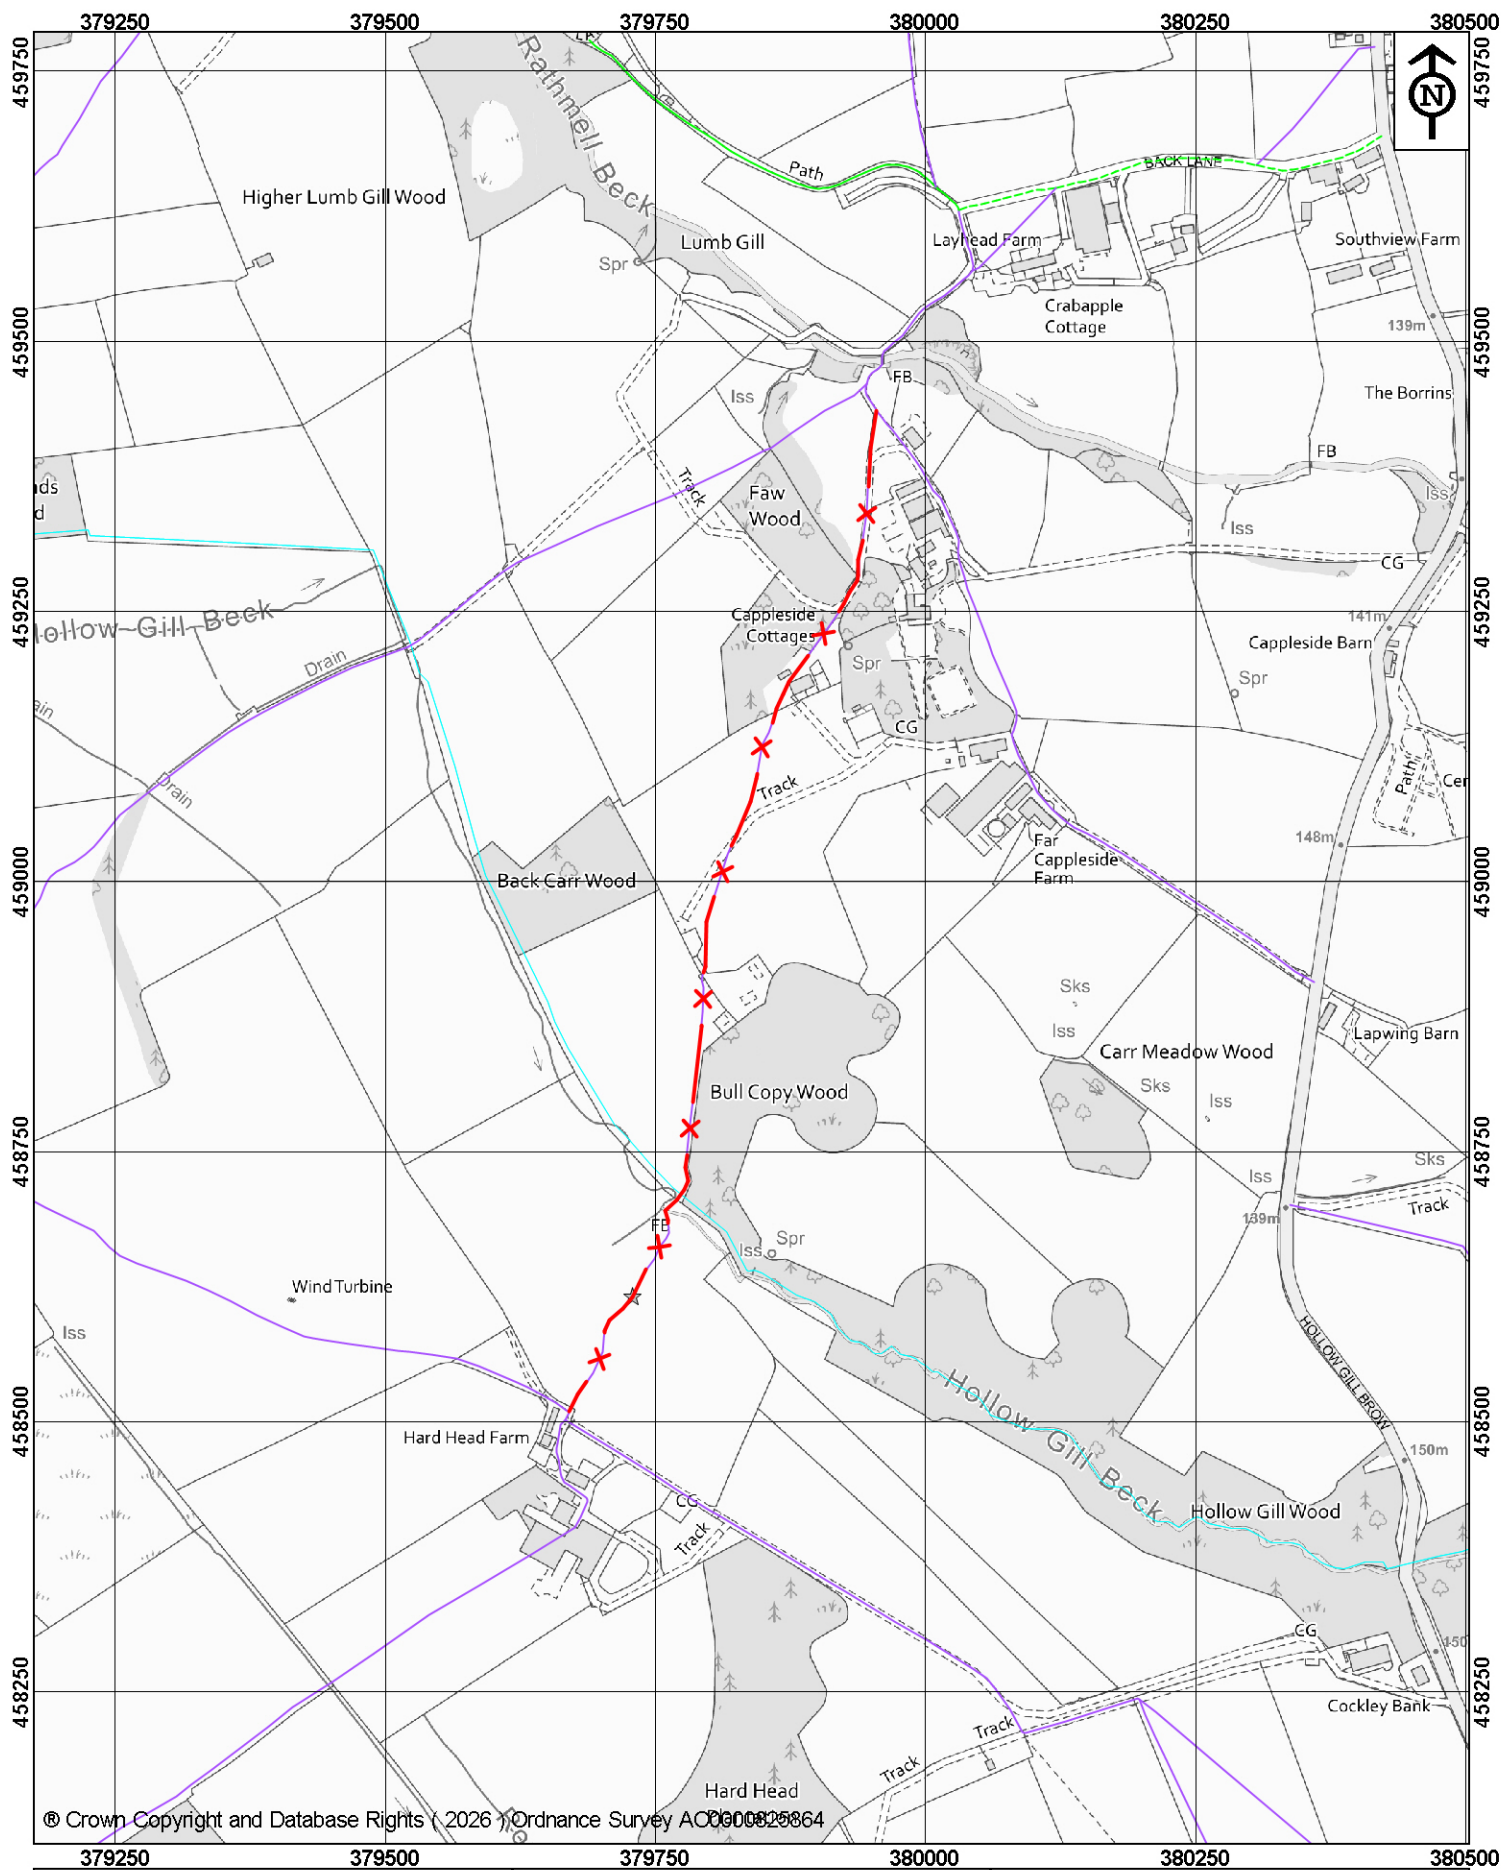 379250 379500 379750 380000 380250 380500
459750
459750
N
Rathmell Beck
Path
BACK LANE
Higher Lumb Gill Wood
Lumb Gill
Layhead Farm
Southview Farm
Spr
Crabapple
Cottage
139m
459500
459500
FB
Iss
The Borrins
FB
Track
Faw
Wood
Iss
Iss
CG
Hollow Gill Beck
459250
459250
Cappleside
Cottages
141m
Cappleside Barn
Drain
Spr
Spr
CG
Drain
Track
Path
148m
Far
Cappleside
Farm
459000
459000
Back Carr Wood
Sks
Iss
Lapwing Barn
Carr Meadow Wood
Bull Copy Wood
Sks
Iss
458750
458750
Sks
Iss
Track
139m
FB
Iss
Spr
Wind Turbine
Iss
HOLLOW GILL BROW
Hollow Gill Beck
458500
458500
Hard Head Farm
150m
CG
Hollow Gill Wood
Track
CG
150
458250
458250
Cockley Bank
Track
Track
Hard Head
® Crown Copyright and Database Rights ( 2026 ) Ordnance Survey AC0000825864
379250 379500 379750 380000 380250 380500